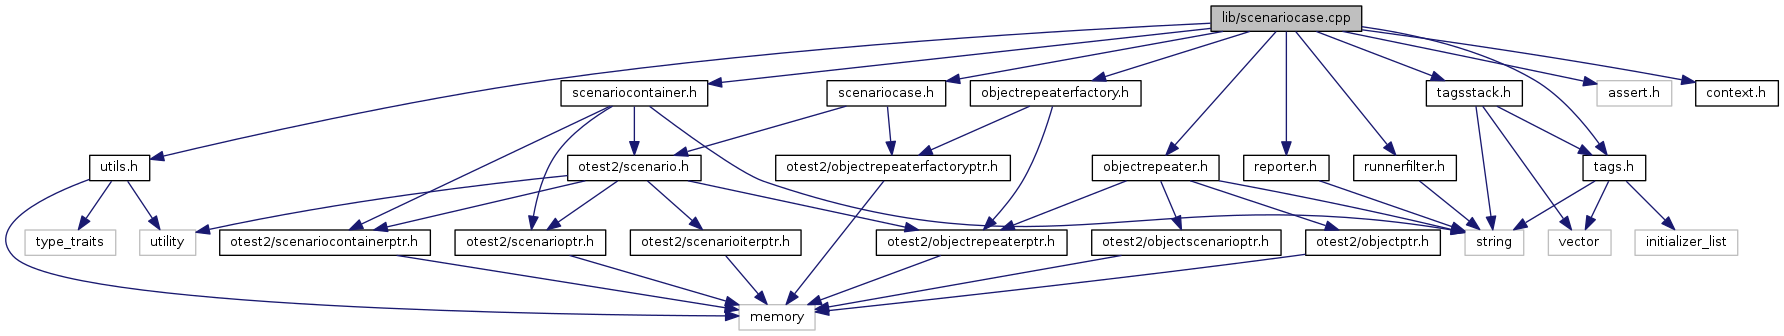 lib/scenariocase.cpp
scenariocontainer.h
scenariocase.h
objectrepeaterfactory.h
tagsstack.h
assert.h
context.h
utils.h
otest2/scenario.h
otest2/objectrepeaterfactoryptr.h
objectrepeater.h
reporter.h
runnerfilter.h
tags.h
type_traits
utility
otest2/scenariocontainerptr.h
otest2/scenarioptr.h
otest2/scenarioiterptr.h
otest2/objectrepeaterptr.h
otest2/objectscenarioptr.h
otest2/objectptr.h
string
vector
initializer_list
memory